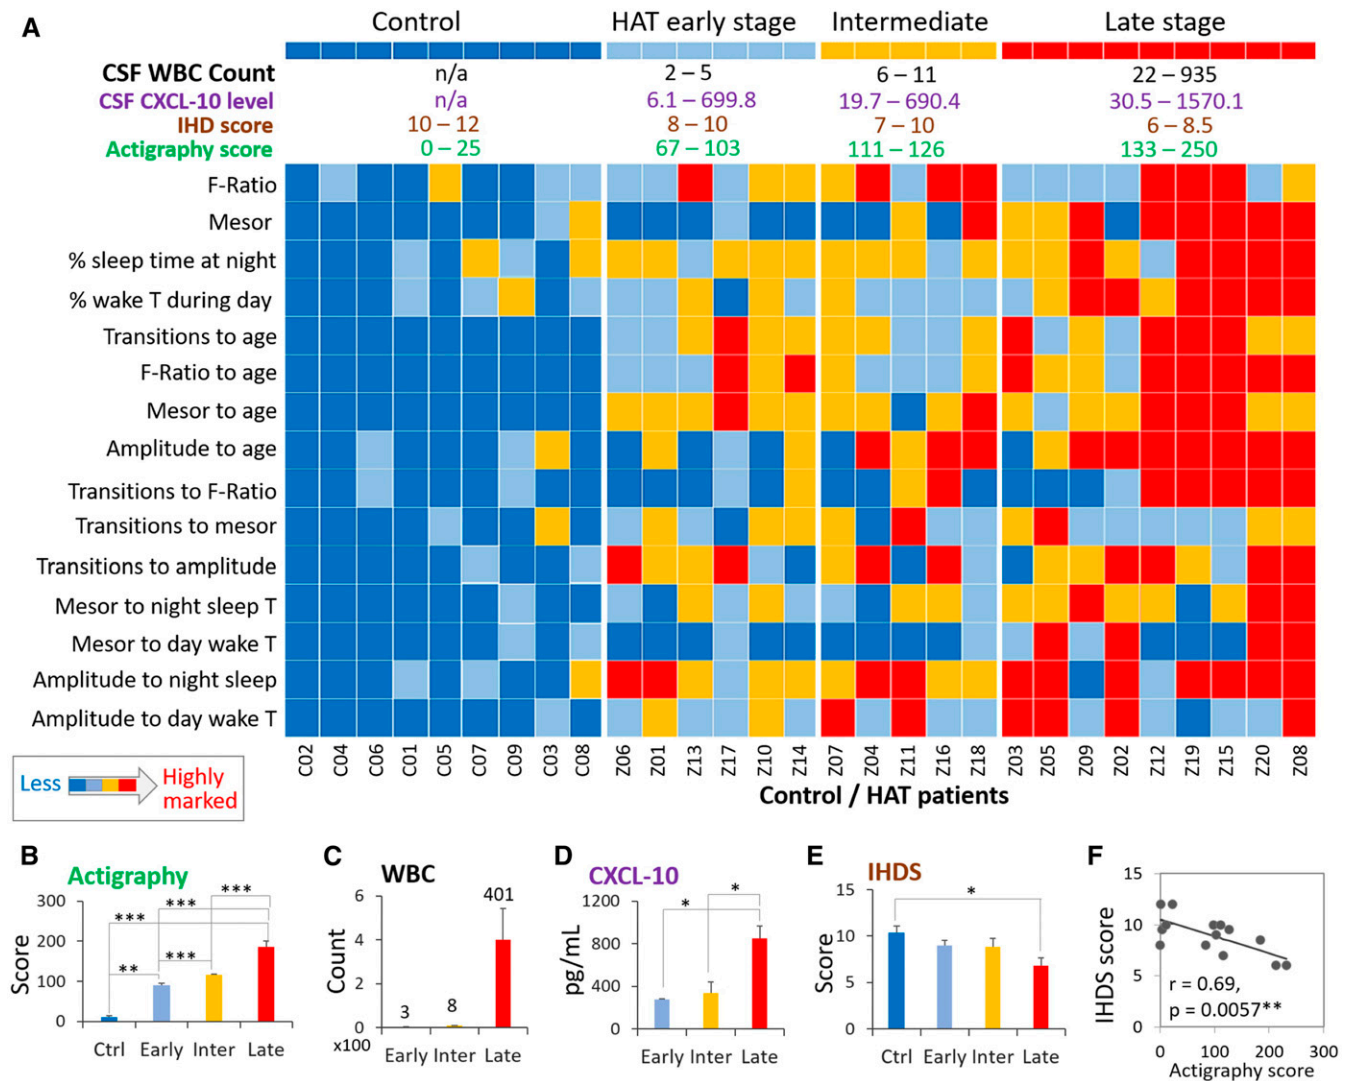 A
Control HAT early stage Intermediate Late stage
CSF WBC Count n/a 2 – 5 6 – 11 22 – 935
CSF CXCL-10 level n/a 6.1 – 699.8 19.7 – 690.4 30.5 – 1570.1
IHD score 10 – 12 8 – 10 7 – 10 6 – 8.5
Actigraphy score 0 – 25 67 – 103 111 – 126 133 – 250
F-Ratio
Mesor
% sleep time at night
% wake T during day
Transitions to age
F-Ratio to age
Mesor to age
Amplitude to age
Transitions to F-Ratio
Transitions to mesor
Transitions to amplitude
Mesor to night sleep T
Mesor to day wake T
Amplitude to night sleep
Amplitude to day wake T
C02 C04 C06 C01 C05 C07 C09 C03 C08 Z06 Z01 Z13 Z17 Z10 Z14 Z07 Z04 Z11 Z16 Z18 Z03 Z05 Z09 Z02 Z12 Z19 Z15 Z20 Z08
Less Highly
marked
Control / HAT patients
B
Actigraphy
Score
300
200
100
0
***
***
***
***
**
Ctrl Early Inter Late
C
WBC
Count
6
4
2
0
x100
3 8 401
Early Inter Late
D
CXCL-10
pg/mL
1200
800
400
0
*
*
Early Inter Late
E
IHDS
Score
15
10
5
0
*
Ctrl Early Inter Late
F
IHDS score
15
10
5
0
r = 0.69,
p = 0.0057**
0 100 200 300
Actigraphy score